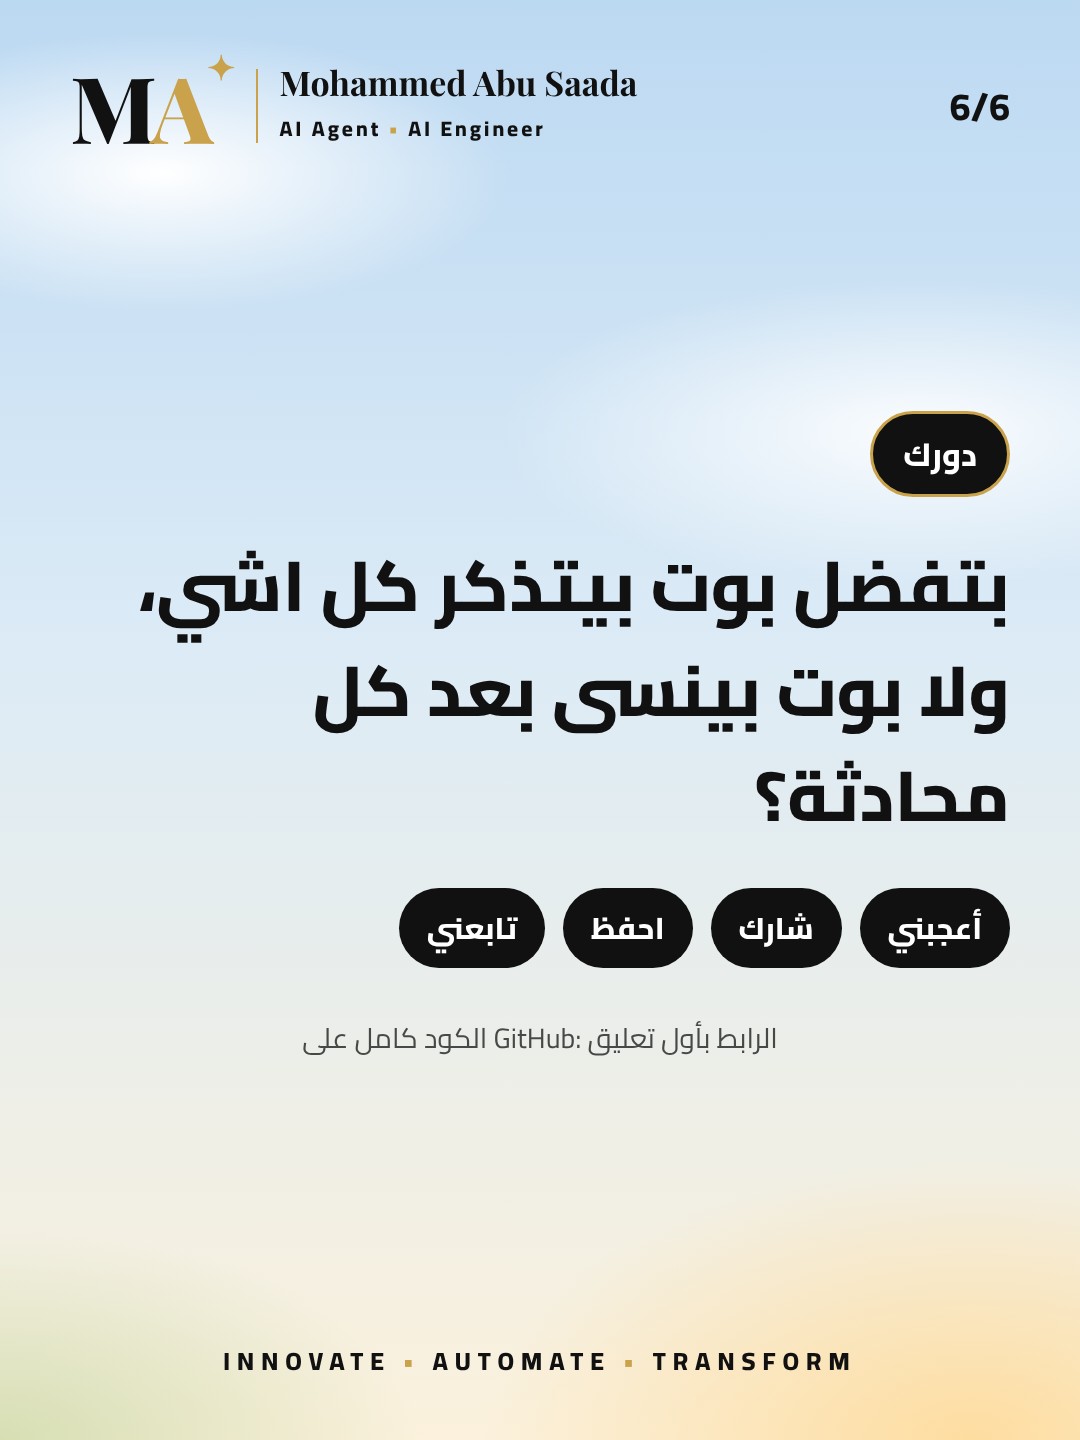 MA
Mohammed Abu Saada
AI Agent ▪ AI Engineer
6/6
دورك
بتفضل بوت بيتذكر كل اشي،
ولا بوت بينسى بعد كل
محادثة؟
أعجبني
شارك
احفظ
تابعني
الرابط بأول تعليق :GitHub الكود كامل على
INNOVATE ▪ AUTOMATE ▪ TRANSFORM